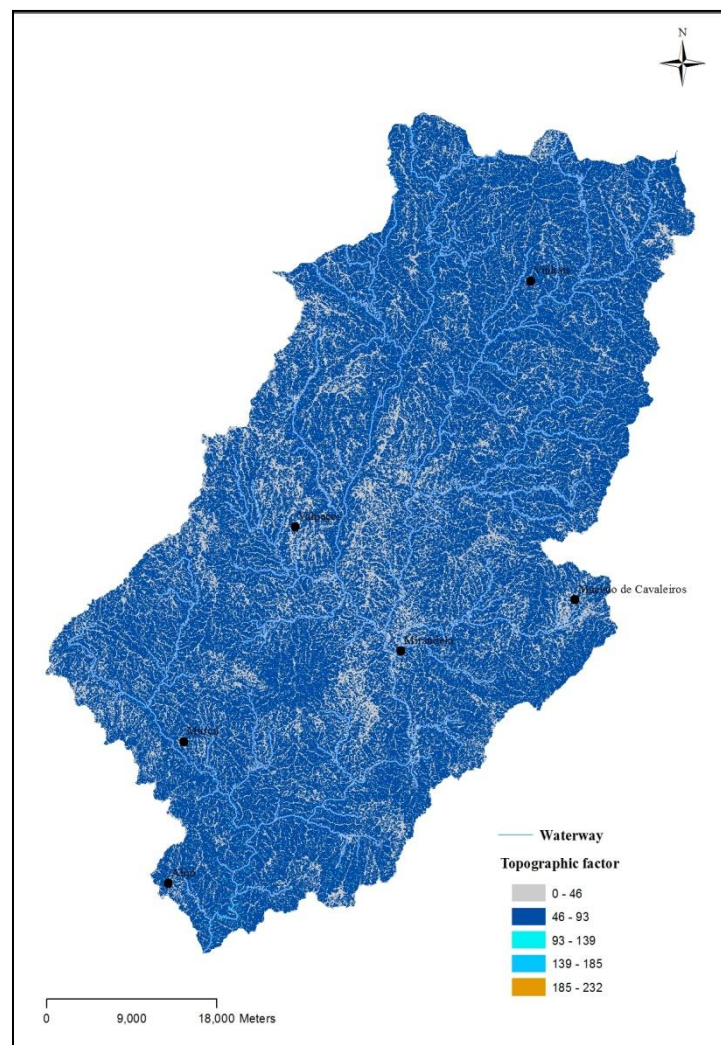 N
Vinhais
Valpaços
Macedo de Cavaleiros
Mirandela
Murça
Alijó
Waterway
Topographic factor
0 - 46
46 - 93
93 - 139
139 - 185
185 - 232
0 9,000 18,000 Meters